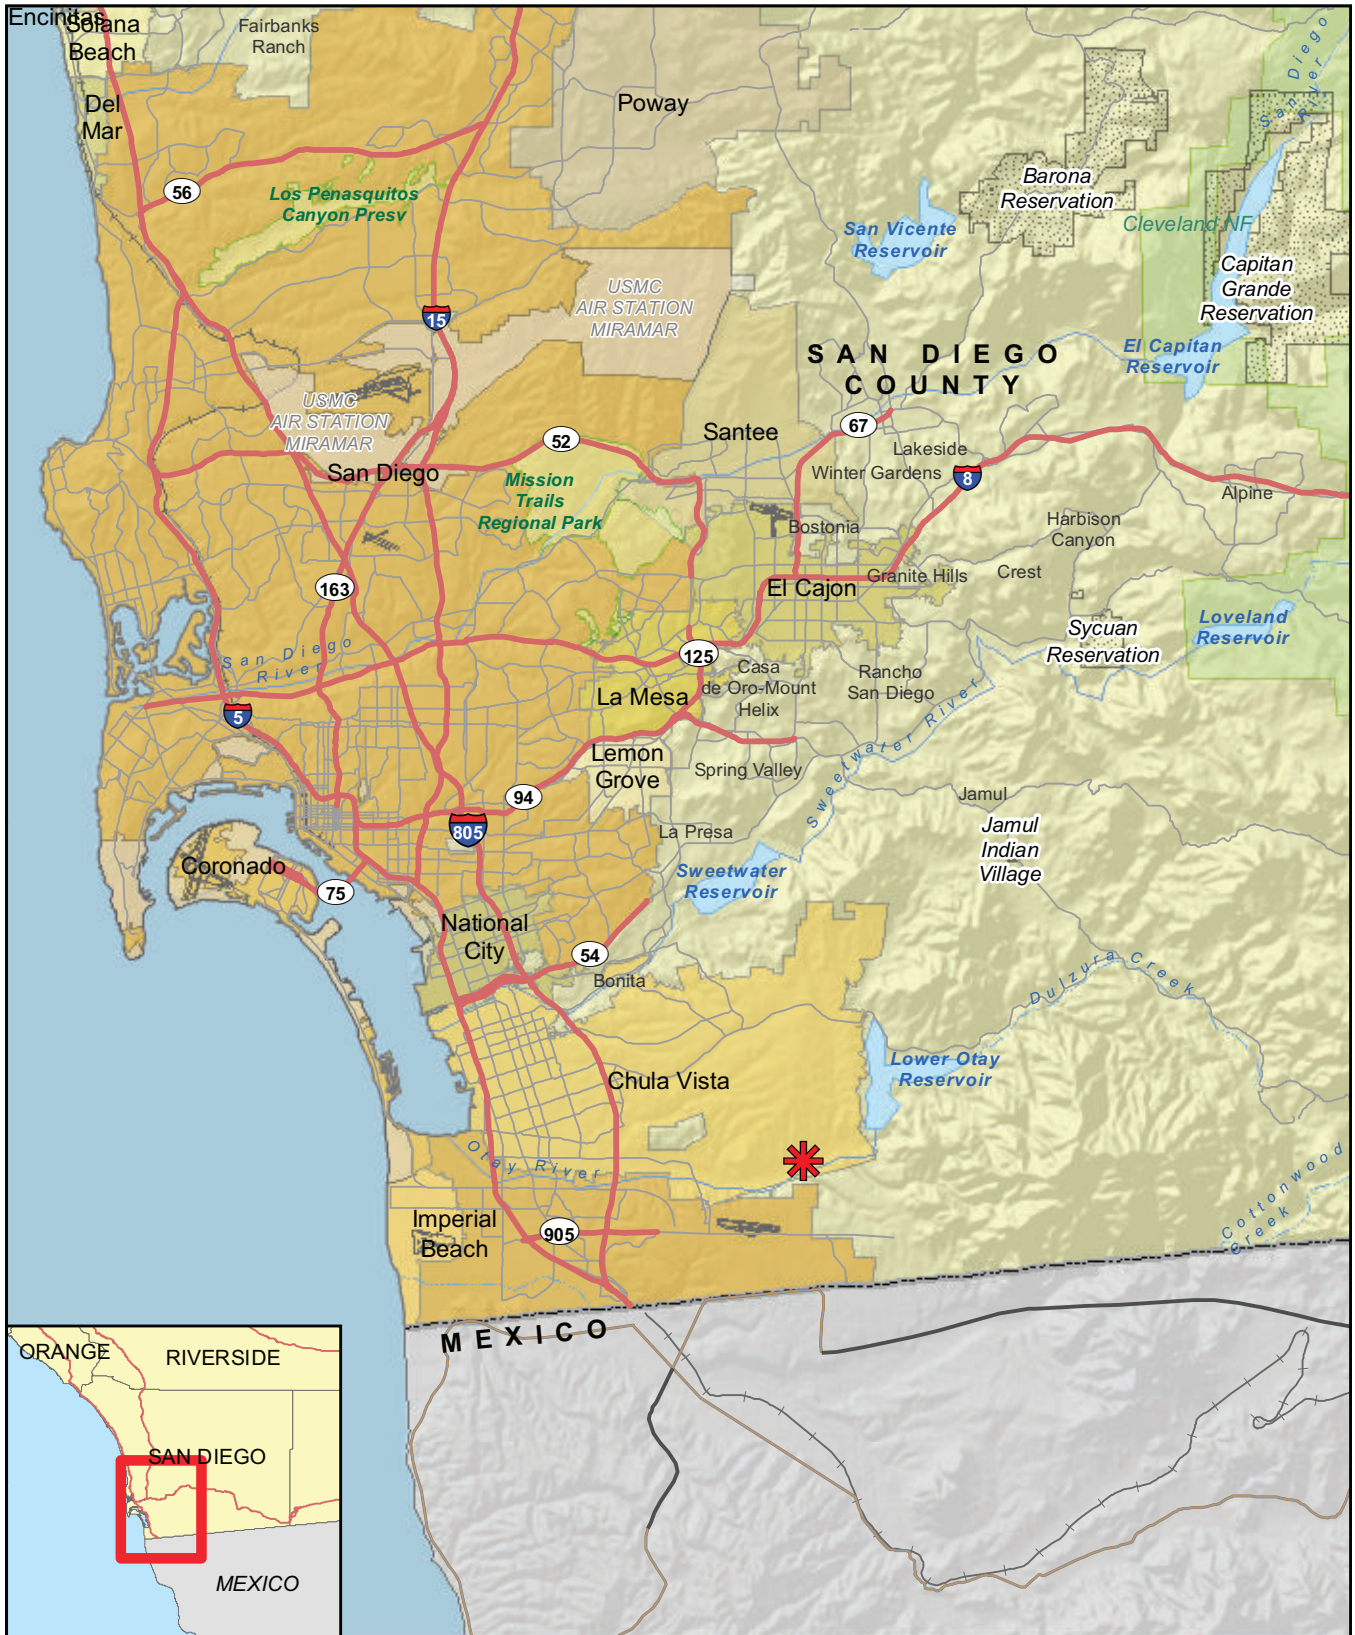 Encinitas
Solana
Beach
Fairbanks
Ranch
Del
Mar
Poway
San Diego
River
56
Los Penasquitos
Canyon Presv
Barona
Reservation
San Vicente
Reservoir
Cleveland NF
Capitan
Grande
Reservation
USMC
AIR STATION
MIRAMAR
15
El Capitan
Reservoir
SAN DIEGO
COUNTY
USMC
AIR STATION
MIRAMAR
67
Santee
52
Lakeside
Winter Gardens
8
San Diego
Mission
Trails
Regional Park
Alpine
Bostonia
Harbison
Canyon
163
El Cajon
Granite Hills
Crest
Loveland
Reservoir
Sycuan
Reservation
San Diego
River
125
Casa
de Oro-Mount
Helix
Rancho
San Diego
La Mesa
5
Sweetwater River
Lemon
Grove
Spring Valley
94
Jamul
805
La Presa
Jamul
Indian
Village
Coronado
75
Sweetwater
Reservoir
National
City
54
Bonita
Dulzura Creek
Lower Otay
Reservoir
Chula Vista
Otay River
Cottonwood
Creek
Imperial
Beach
905
MEXICO
ORANGE
RIVERSIDE
SAN DIEGO
MEXICO